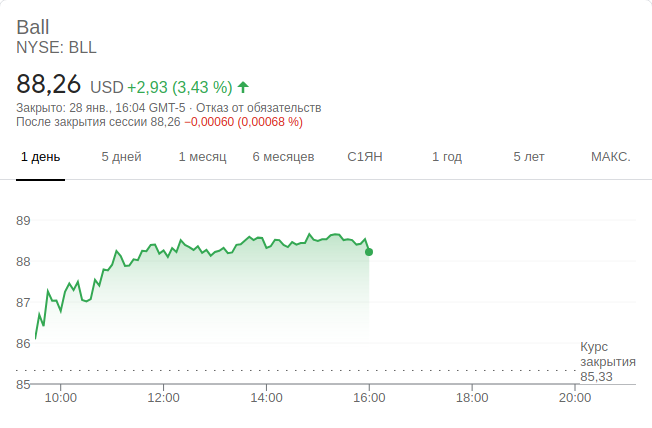 Ball
NYSE: BLL
88,26 USD +2,93 (3,43 %)
Закрыто: 28 янв., 16:04 GMT-5 · Отказ от обязательств
После закрытия сессии 88,26 −0,00060 (0,00068 %)
1 день 5 дней 1 месяц 6 месяцев С1ЯН 1 год 5 лет МАКС.
89
88
87
86
Курс
закрытия
85,33
85
10:00 12:00 14:00 16:00 18:00 20:00